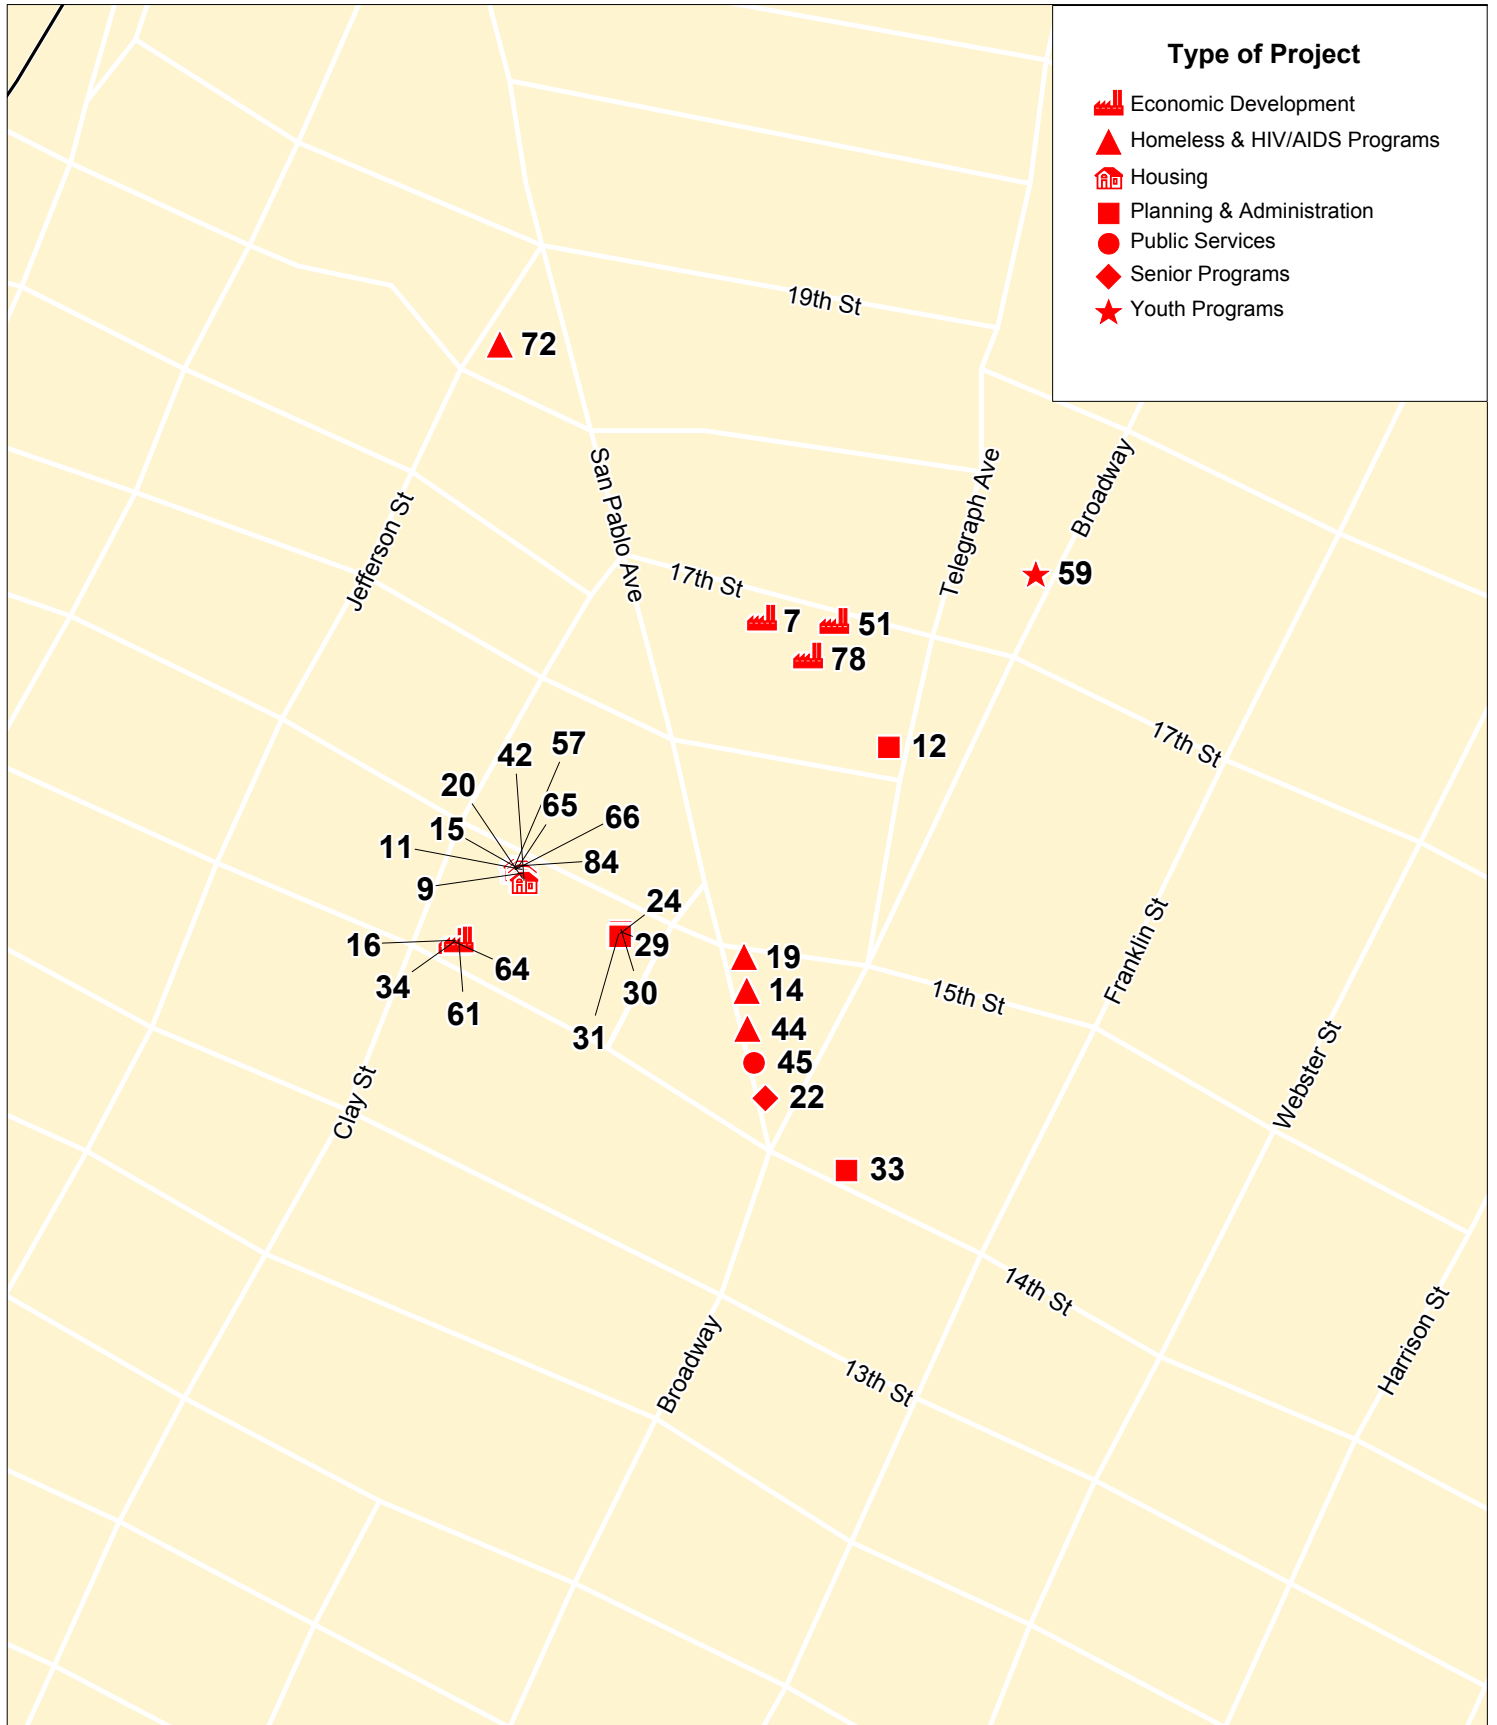 Type of Project
Economic Development
Homeless & HIV/AIDS Programs
Housing
Planning & Administration
Public Services
Senior Programs
Youth Programs
19th St
72
San Pablo Ave
Telegraph Ave
Broadway
Jefferson St
17th St
59
7
51
78
12
17th St
57
42
20
65
66
15
11
84
9
24
29
16
64
34
30
61
31
19
14
44
45
22
15th St
Franklin St
Webster St
Clay St
33
14th St
Harrison St
Broadway
13th St